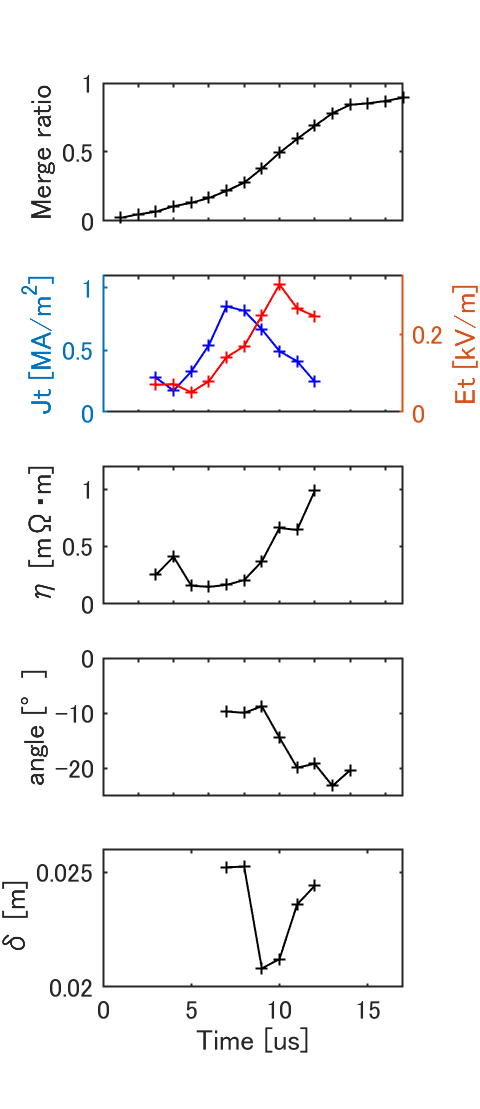 1
0.5
0
Merge ratio
1
0.5
0
Jt [MA/m²]
0.2
0
Et [kV/m]
1
0.5
0
η [mΩ・m]
0
−10
−20
angle [° ]
0.025
0.02
δ [m]
0 5 10 15
Time [us]